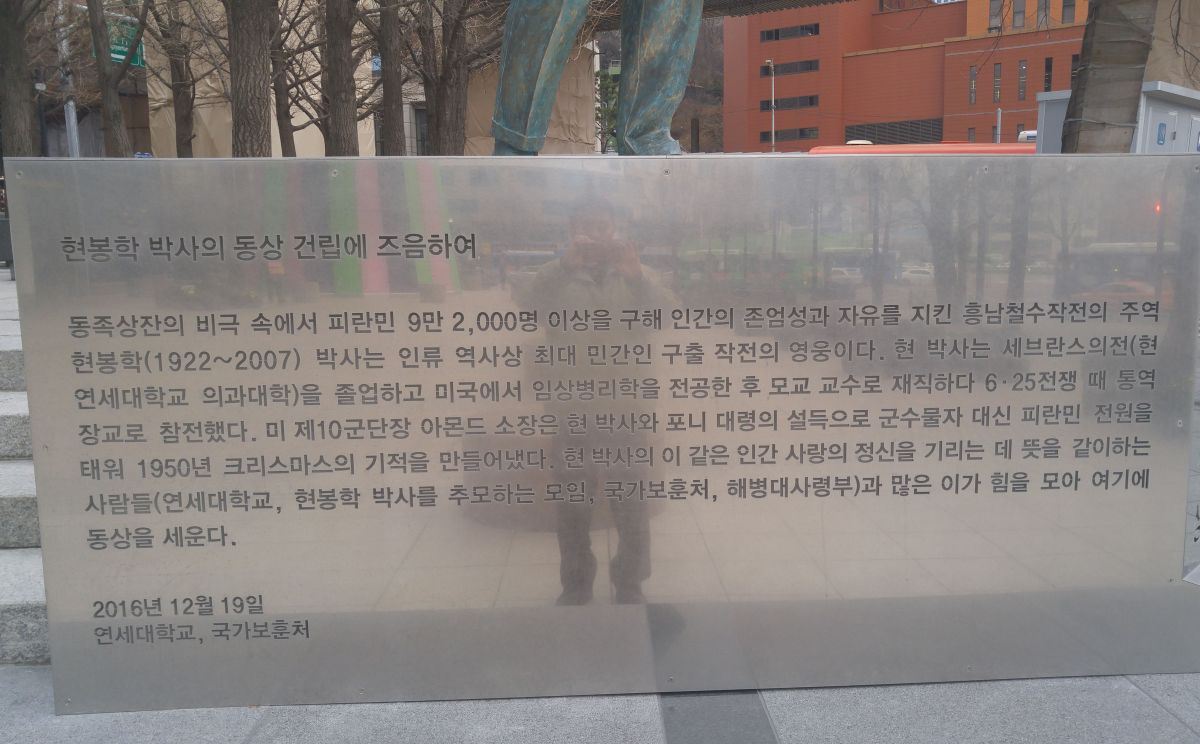 현봉학 박사의 동상 건립에 즈음하여
동족상잔의 비극 속에서 피란민 9만 2,000명 이상을 구해 인간의 존엄성과 자유를 지킨 흥남철수작전의 주역
현봉학(1922～2007) 박사는 인류 역사상 최대 민간인 구출 작전의 영웅이다. 현 박사는 세브란스의전(현
연세대학교 의과대학)을 졸업하고 미국에서 임상병리학을 전공한 후 모교 교수로 재직하다 6·25전쟁 때 통역
장교로 참전했다. 미 제10군단장 아몬드 소장은 현 박사와 포니 대령의 설득으로 군수물자 대신 피란민 전원을
태워 1950년 크리스마스의 기적을 만들어냈다. 현 박사의 이 같은 인간 사랑의 정신을 기리는 데 뜻을 같이하는
사람들(연세대학교, 현봉학 박사를 추모하는 모임, 국가보훈처, 해병대사령부)과 많은 이가 힘을 모아 여기에
동상을 세운다.
2016년 12월 19일
연세대학교, 국가보훈처